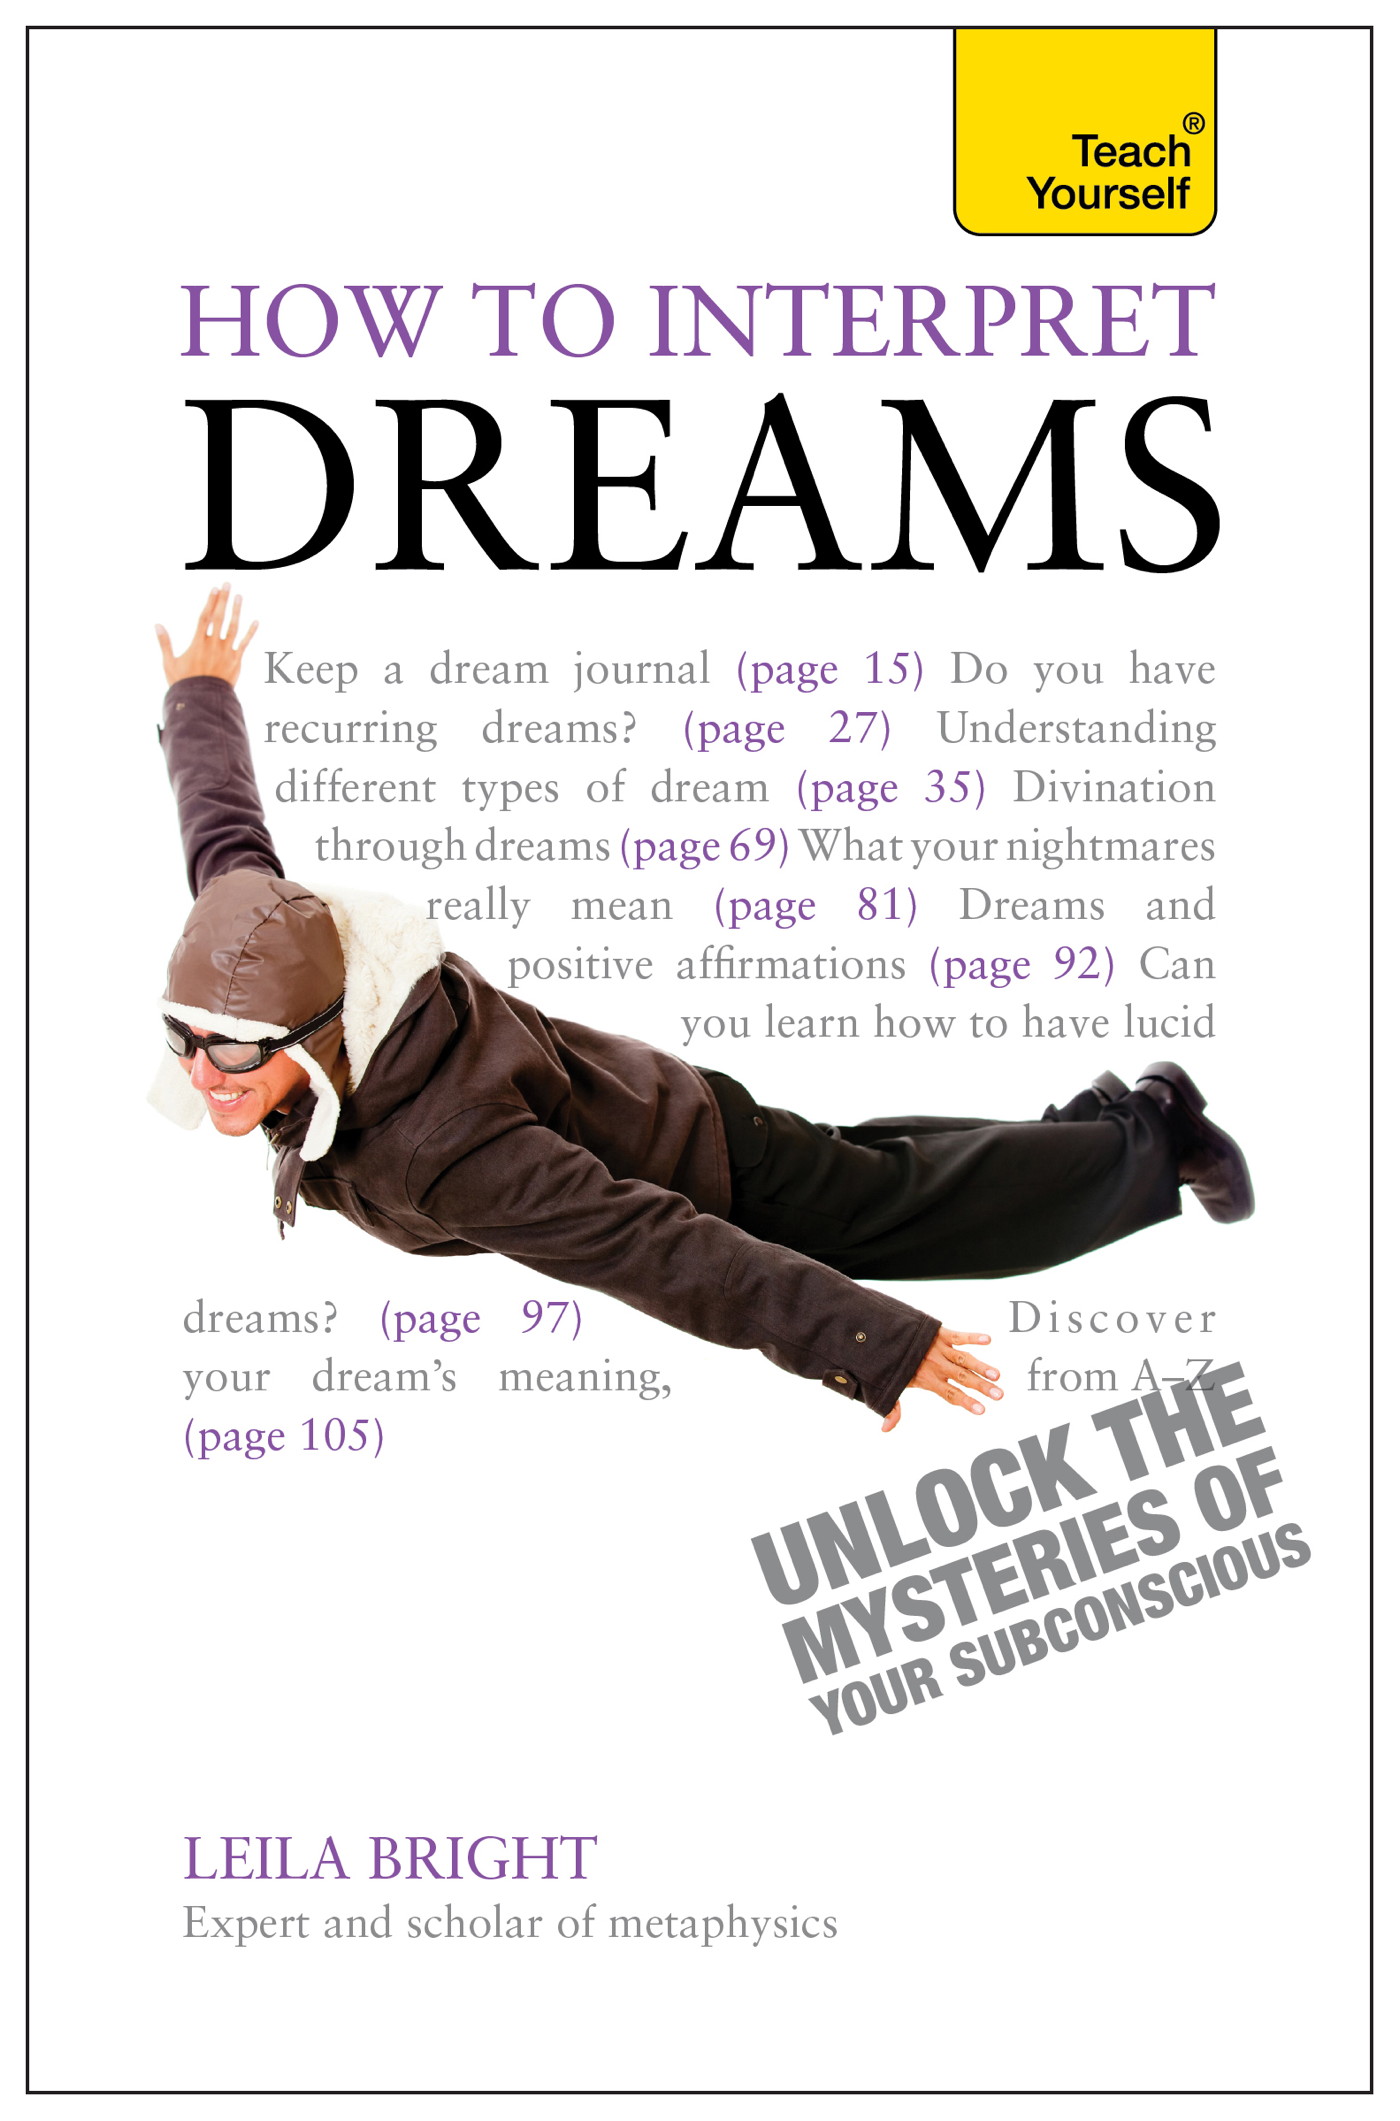 Teach®
Yourself
HOW TO INTERPRET
DREAMS
Keep a dream journal (page 15) Do you have
recurring dreams? (page 27) Understanding
different types of dream (page 35) Divination
through dreams (page 69) What your nightmares
really mean (page 81) Dreams and
positive affirmations (page 92) Can
you learn how to have lucid
dreams? (page 97) Discover
your dream's meaning, from A–Z
(page 105)
UNLOCK THE
MYSTERIES OF
YOUR SUBCONSCIOUS
LEILA BRIGHT
Expert and scholar of metaphysics